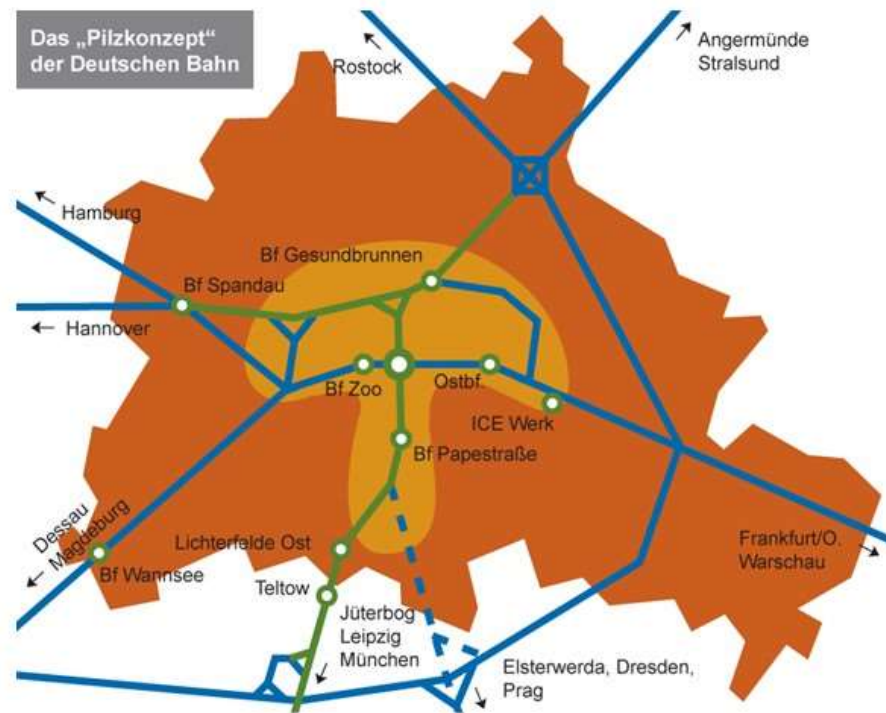 Das „Pilzkonzept“
der Deutschen Bahn
Rostock
Angermünde
Stralsund
Hamburg
Bf Gesundbrunnen
Bf Spandau
Hannover
Bf Zoo
Ostbf.
ICE Werk
Bf Papestraße
Dessau
Magdeburg
Lichterfelde Ost
Frankfurt/O.
Warschau
Bf Wannsee
Teltow
Jüterbog
Leipzig
München
Elsterwerda, Dresden,
Prag